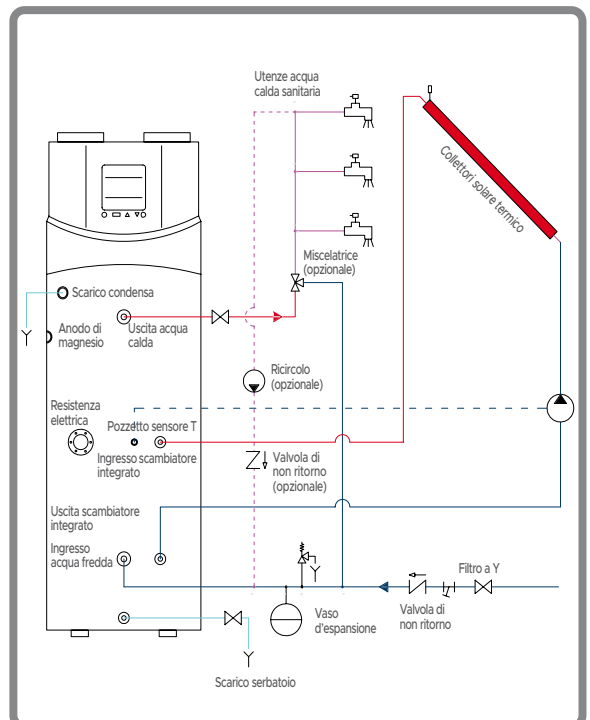 Utenze acqua
calda sanitaria
Collettori solare termico
Miscelatrice
(opzionale)
Scarico condensa
Anodo di
magnesio
Uscita acqua
calda
Ricircolo
(opzionale)
Resistenza
elettrica
Pozzetto sensore T
Ingresso scambiatore
integrato
Valvola di
non ritorno
(opzionale)
Uscita scambiatore
integrato
Ingresso
acqua fredda
Filtro a Y
Vaso
d'espansione
Valvola di
non ritorno
Scarico serbatoio